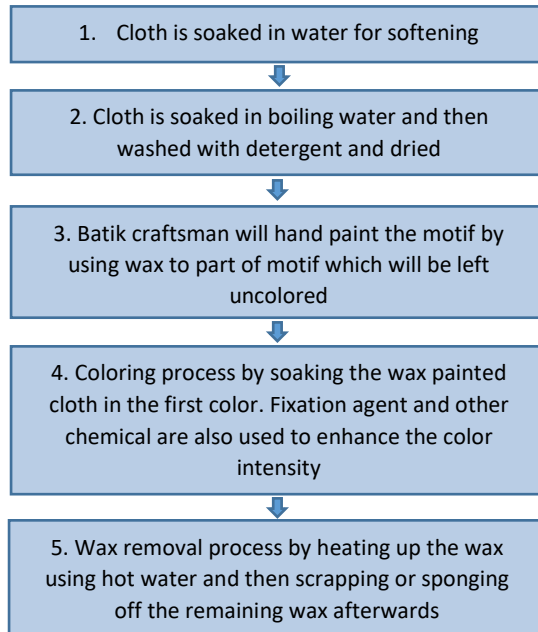 1. Cloth is soaked in water for softening
2. Cloth is soaked in boiling water and then
washed with detergent and dried
3. Batik craftsman will hand paint the motif by
using wax to part of motif which will be left
uncolored
4. Coloring process by soaking the wax painted
cloth in the first color. Fixation agent and other
chemical are also used to enhance the color
intensity
5. Wax removal process by heating up the wax
using hot water and then scrapping or sponging
off the remaining wax afterwards